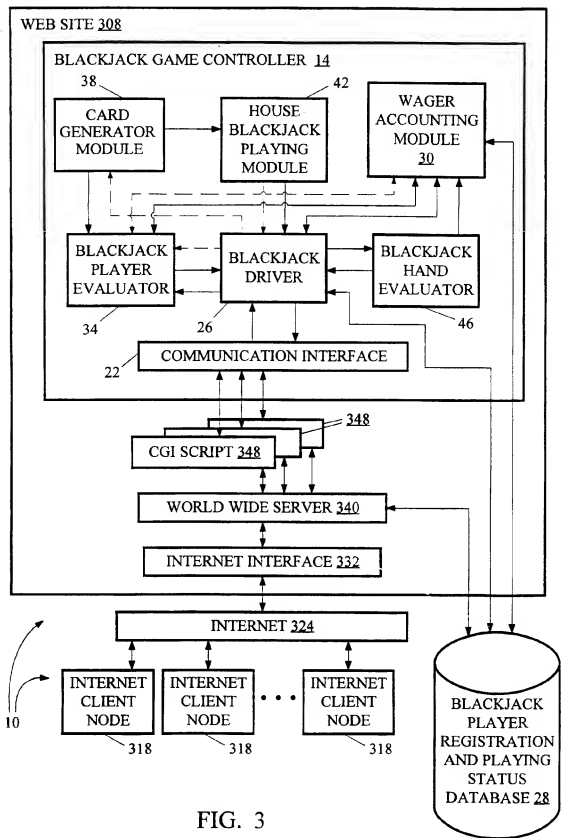 WEB SITE 308
BLACKJACK GAME CONTROLLER 14
38
42
CARD
GENERATOR
MODULE
HOUSE
BLACKJACK
PLAYING
MODULE
WAGER
ACCOUNTING
MODULE
30
BLACKJACK
PLAYER
EVALUATOR
BLACKJACK
DRIVER
BLACKJACK
HAND
EVALUATOR
34
26
46
22
COMMUNICATION INTERFACE
348
CGI SCRIPT 348
WORLD WIDE SERVER 340
INTERNET INTERFACE 332
INTERNET 324
10
INTERNET
CLIENT
NODE
INTERNET
CLIENT
NODE
• • •
INTERNET
CLIENT
NODE
318
318
318
BLACKJACK
PLAYER
REGISTRATION
AND PLAYING
STATUS
DATABASE 28
FIG. 3